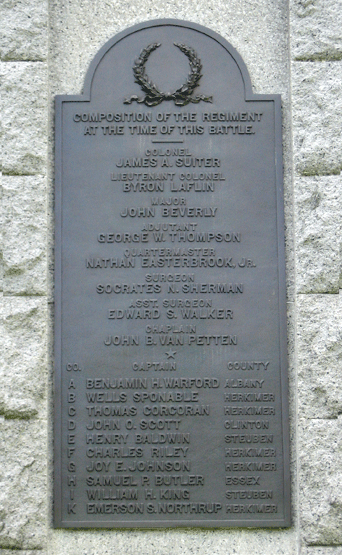 COMPOSITION OF THE REGIMENT
AT THE TIME OF THIS BATTLE.
COLONEL
JAMES A. SUITER
LIEUTENANT COLONEL
BYRON LAFLIN
MAJOR
JOHN BEVERLY
ADJUTANT
GEORGE W. THOMPSON
QUARTERMASTER
NATHAN EASTERBROOK, JR.
SURGEON
SOCRATES N. SHERMAN
ASST. SURGEON
EDWARD S. WALKER
CHAPLAIN
JOHN B. VAN PETTEN
CO. CAPTAIN COUNTY
A BENJAMIN H. WARFORD ALBANY
B WELLS SPONABLE HERKIMER
C THOMAS CORCORAN HERKIMER
D JOHN O. SCOTT CLINTON
E HENRY BALDWIN STEUBEN
F CHARLES RILEY HERKIMER
G JOY E. JOHNSON HERKIMER
H SAMUEL P. BUTLER ESSEX
I WILLIAM H. KING STEUBEN
K EMERSON S. NORTHRUP HERKIMER